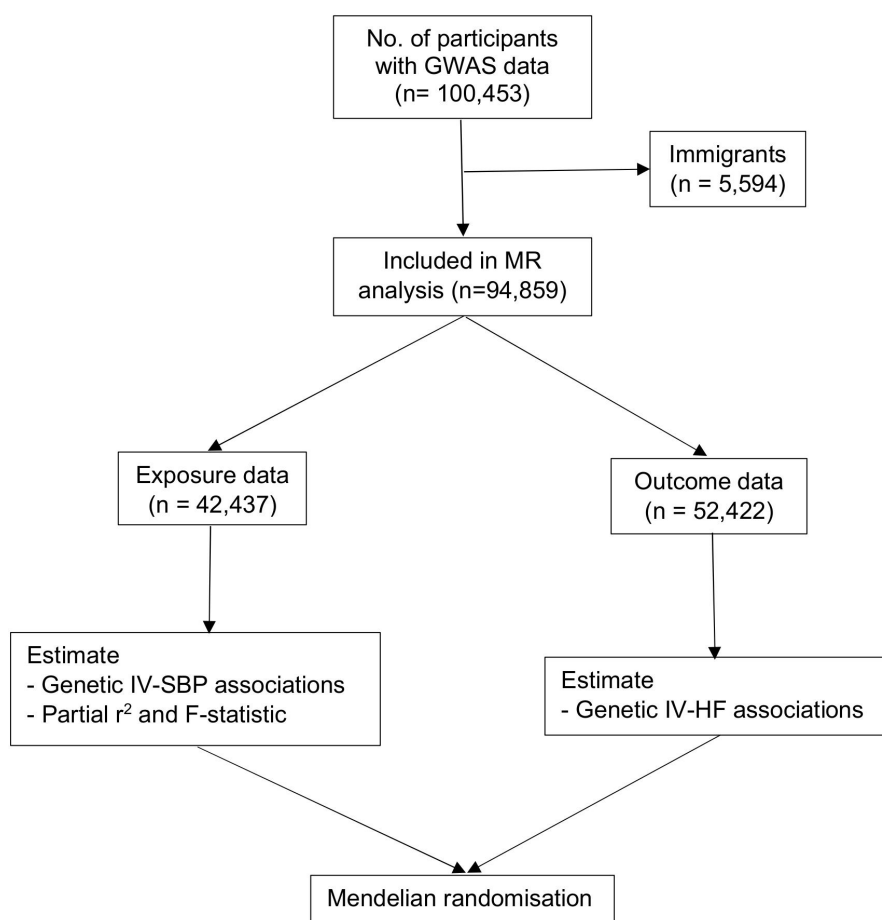 No. of participants
with GWAS data
(n= 100,453)
Immigrants
(n = 5,594)
Included in MR
analysis (n=94,859)
Exposure data
(n = 42,437)
Outcome data
(n = 52,422)
Estimate
- Genetic IV-SBP associations
- Partial r² and F-statistic
Estimate
- Genetic IV-HF associations
Mendelian randomisation